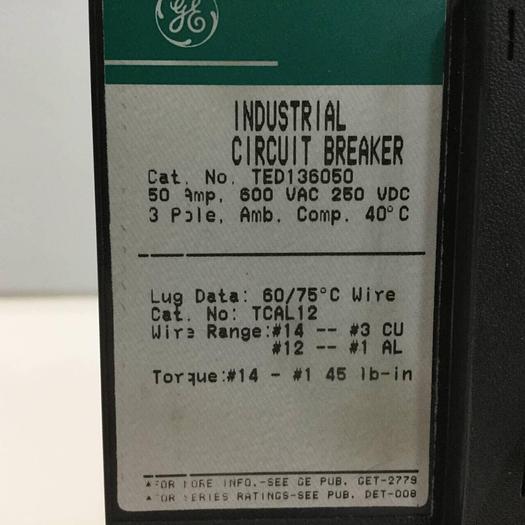 GE
INDUSTRIAL
CIRCUIT BREAKER
Cat. No. TED136050
50 Amp, 600 VAC 250 VDC
3 Pole, Amb. Comp. 40°C
Lug Data: 60/75°C Wire
Cat. No: TCAL12
Wire Range:#14 -- #3 CU
#12 -- #1 AL
Torque:#14 - #1 45 lb-in
▲FOR MORE INFO.-SEE GE PUB. GET-2779
▲FOR SERIES RATINGS-SEE PUB. DET-008